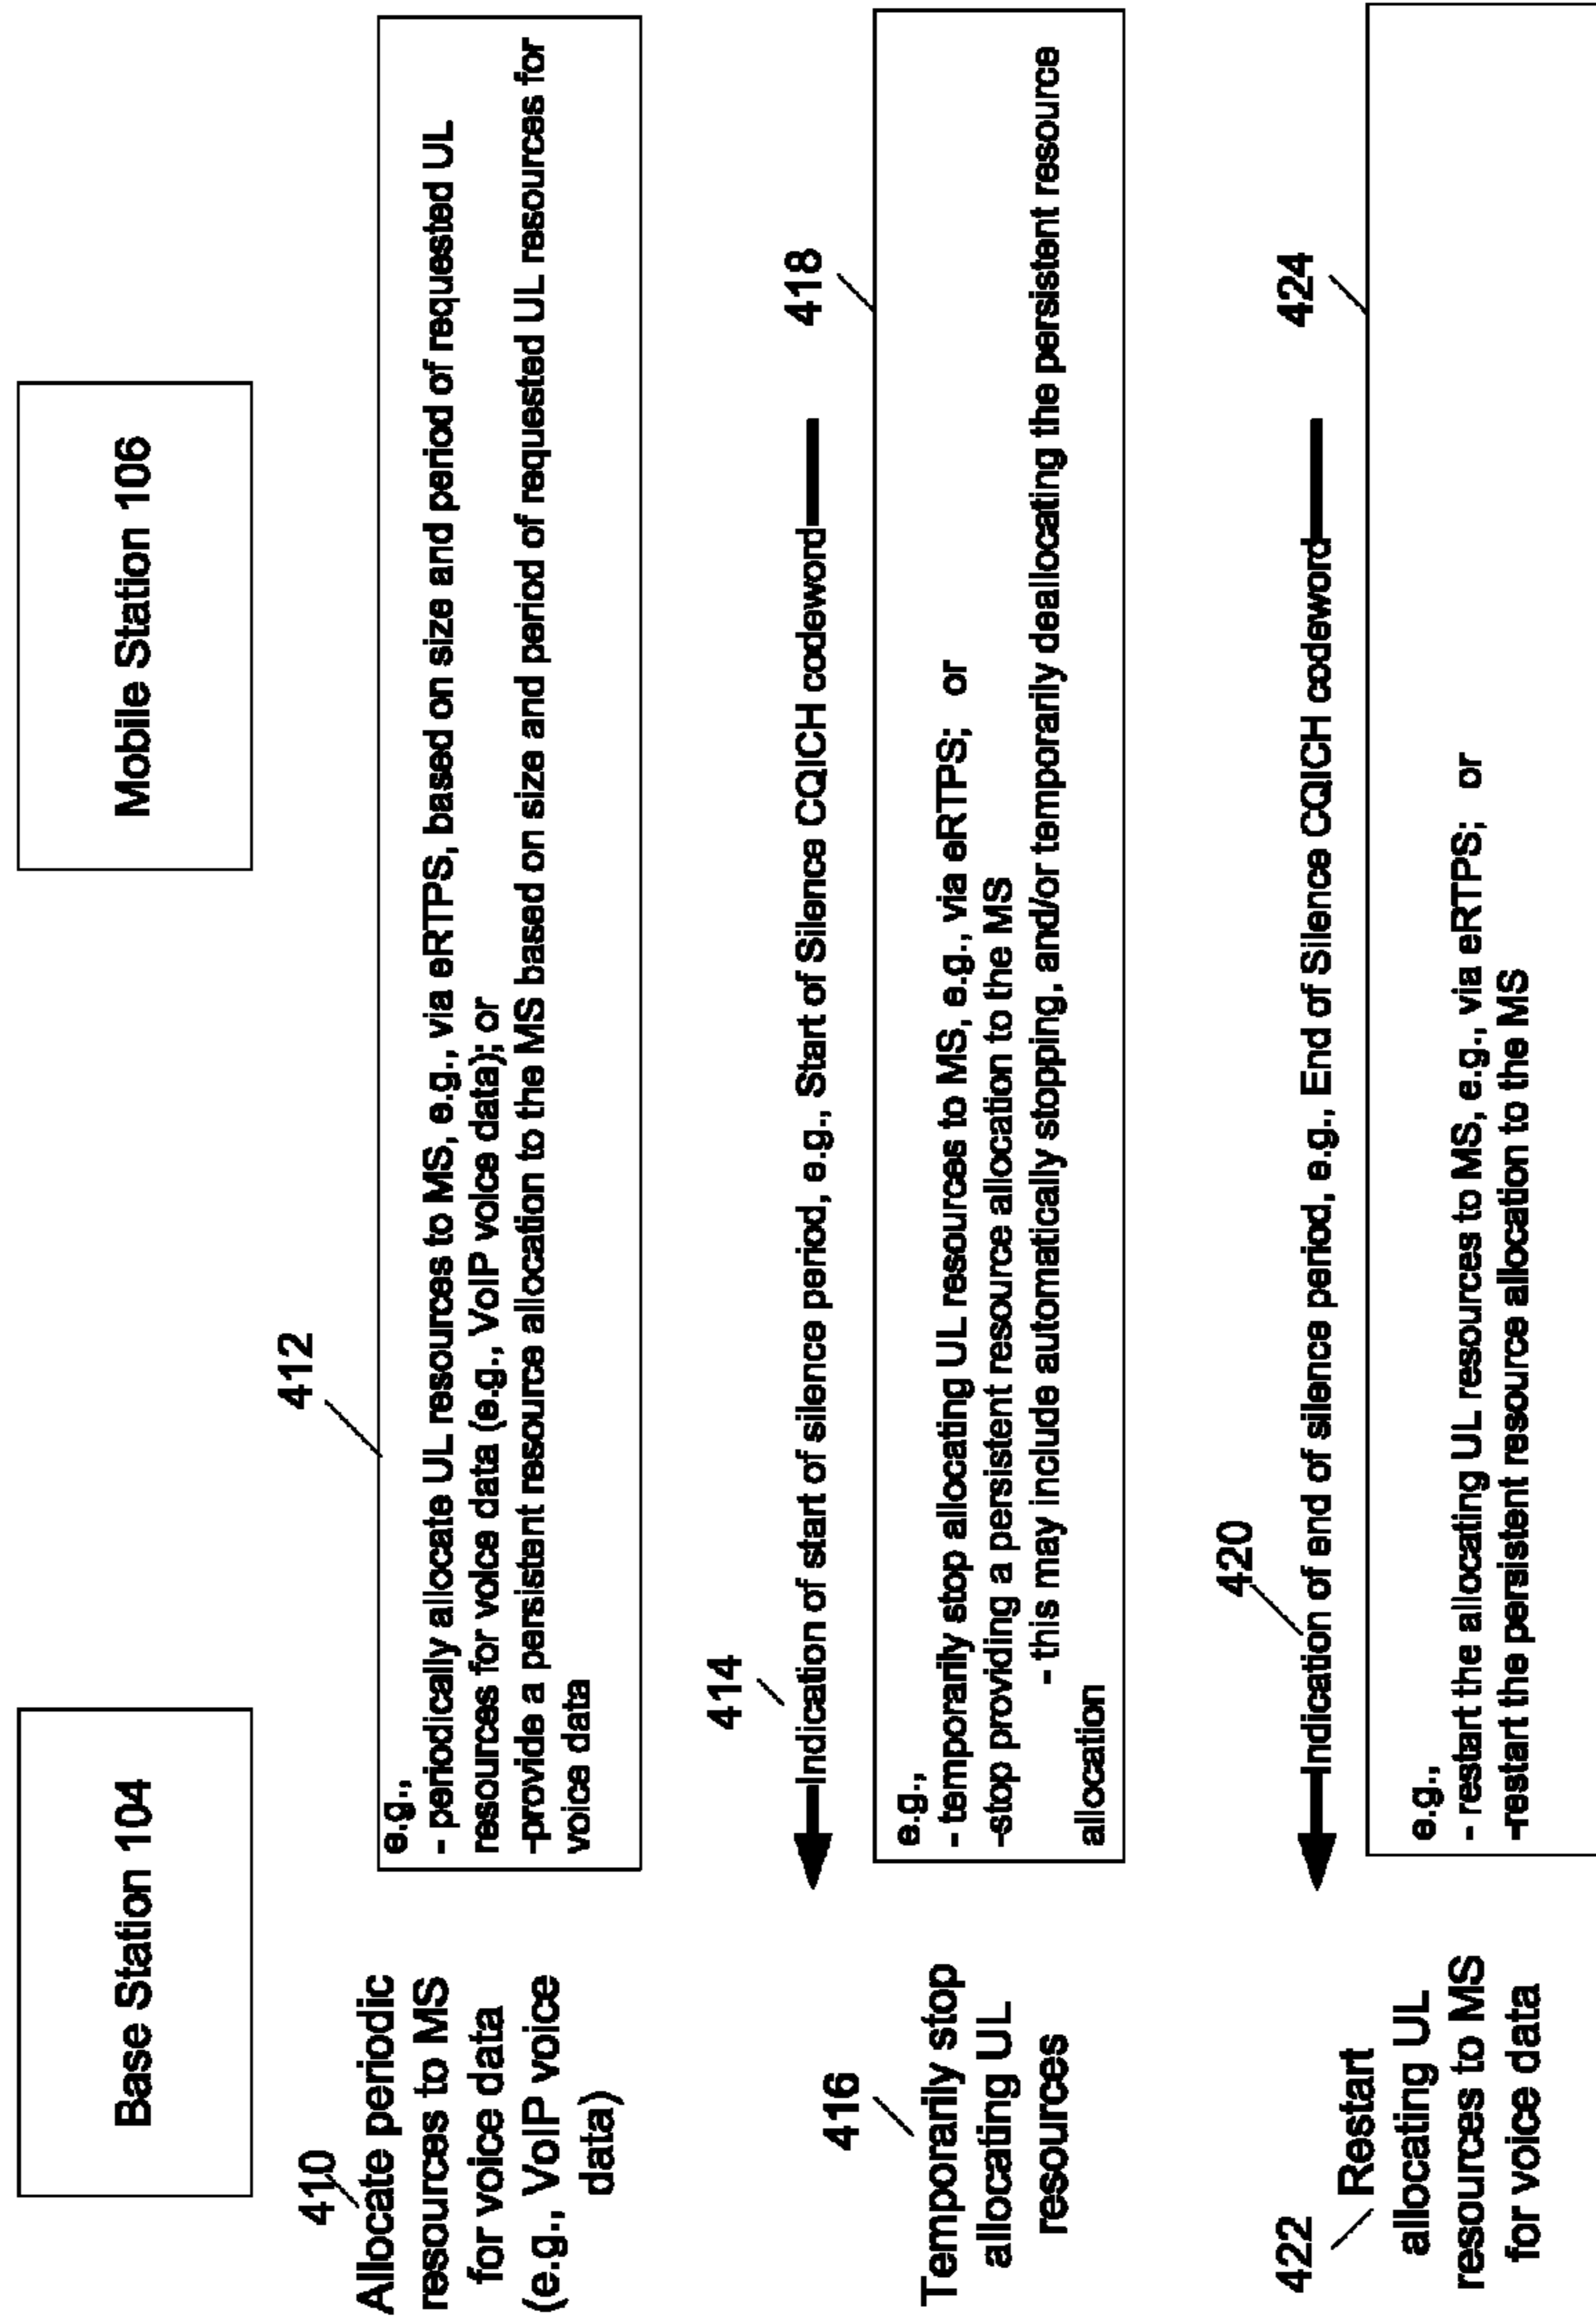 Base Station 104
Mobile Station 106
410
Allocate periodic
resources to MS
for voice data
(e.g., VoIP voice
data)
412
e.g.,
- periodically allocate UL resources to MS, e.g., via eRTPS, based on size and period of requested UL
resources for voice data (e.g., VoIP voice data); or
-provide a persistent resource allocation to the MS based on size and period of requested UL resources for
voice data
414
Indication of start of silence period, e.g., Start of Silence CQICH codeword
416
Temporarily stop
allocating UL
resources
418
e.g.,
- temporarily stop allocating UL resources to MS, e.g., via eRTPS; or
-stop providing a persistent resource allocation to the MS
- this may include automatically stopping, and/or temporarily deallocating the persistent resource
allocation
420
Indication of end of silence period, e.g., End of Silence CQICH codeword
422
Restart
allocating UL
resources to MS
for voice data
424
e.g.,
- restart the allocating UL resources to MS, e.g., via eRTPS; or
-restart the persistent resource allocation to the MS